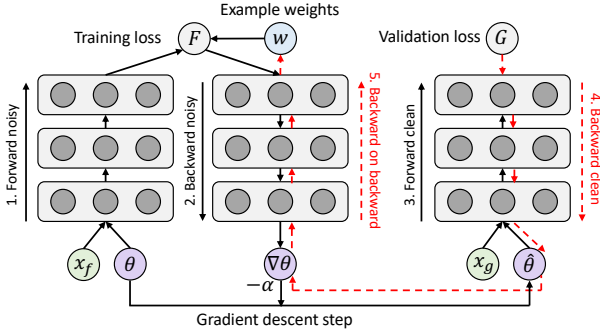 Example weights
Training loss
F
w
Validation loss
G
1. Forward noisy
2. Backward noisy
5. Backward on backward
3. Forward clean
4. Backward clean
x_f
θ
∇θ
x_g
θ̂
−α
Gradient descent step